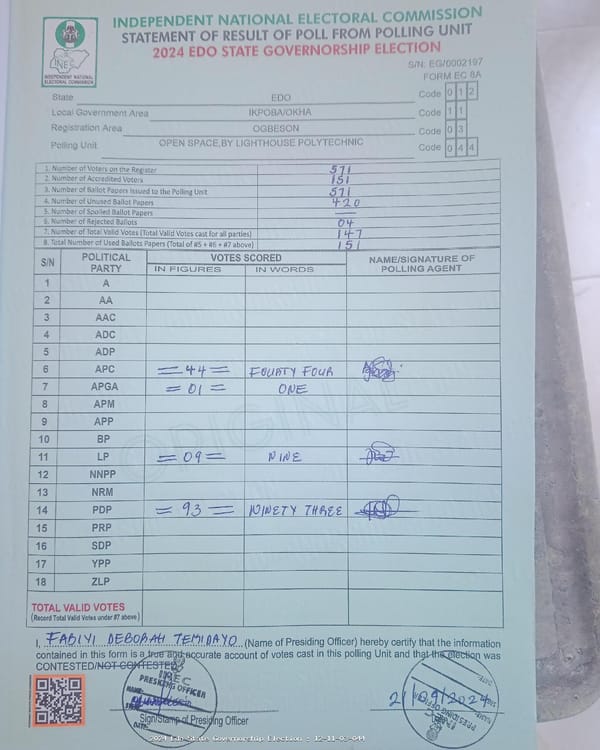 INDEPENDENT NATIONAL ELECTORAL COMMISSION
STATEMENT OF RESULT OF POLL FROM POLLING UNIT
2024 EDO STATE GOVERNORSHIP ELECTION
INEC
INDEPENDENT NATIONAL ELECTORAL COMMISSION
S/N: EG/0002197
FORM EC 8A
State EDO Code 0 1 2
Local Government Area IKPOBA/OKHA Code 1 1
Registration Area OGBESON Code 0 3
Polling Unit OPEN SPACE,BY LIGHTHOUSE POLYTECHNIC Code 0 4 4
1. Number of Voters on the Register 571
2. Number of Accredited Voters 151
3. Number of Ballot Papers Issued to the Polling Unit 571
4. Number of Unused Ballot Papers 420
5. Number of Spoiled Ballot Papers —
6. Number of Rejected Ballots 04
7. Number of Total Valid Votes (Total Valid Votes cast for all parties) 147
8. Total Number of Used Ballots Papers (Total of #5 + #6 + #7 above) 151
S/N POLITICAL PARTY VOTES SCORED NAME/SIGNATURE OF POLLING AGENT
IN FIGURES IN WORDS
1 A
2 AA
3 AAC
4 ADC
5 ADP
6 APC = 44 = FOURTY FOUR
7 APGA = 01 = ONE
8 APM
9 APP
10 BP
11 LP = 09 = NINE
12 NNPP
13 NRM
14 PDP = 93 = NINETY THREE
15 PRP
16 SDP
17 YPP
18 ZLP
ORIGINAL
TOTAL VALID VOTES
(Record Total Valid Votes under #7 above)
I, FABIYI DEBORAH TEMIDAYO (Name of Presiding Officer) hereby certify that the information
contained in this form is a true and accurate account of votes cast in this polling Unit and that the election was
CONTESTED/NOT CONTESTED.
INEC
PRESIDING OFFICER
NAME:
DATE:
Sign/Stamp of Presiding Officer
21/09/2024
PRESIDING OFFICER
2024 Edo State Governorship Election - 12-11-03-044